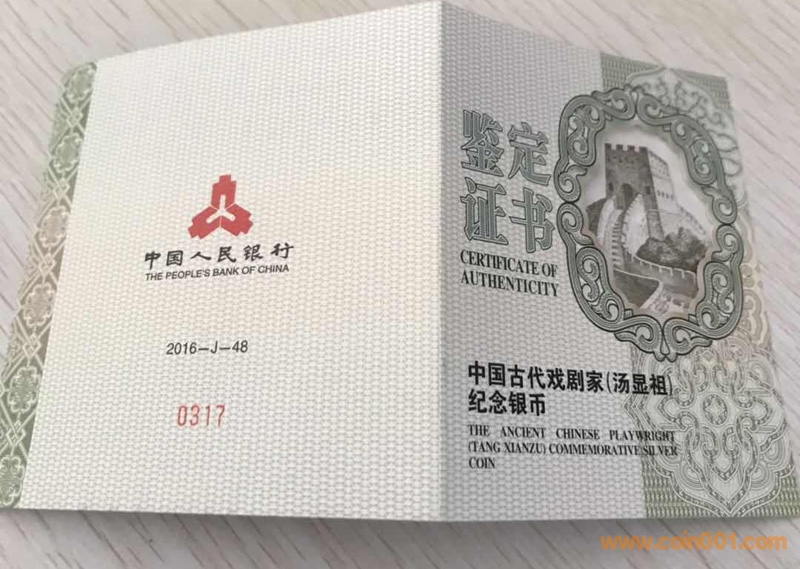 中国人民银行
THE PEOPLE'S BANK OF CHINA
2016-J-48
0317
鉴定
证书
CERTIFICATE OF
AUTHENTICITY
中国古代戏剧家(汤显祖)
纪念银币
THE ANCIENT CHINESE PLAYWRIGHT
(TANG XIANZU) COMMEMORATIVE SILVER
COIN
www.coin001.com